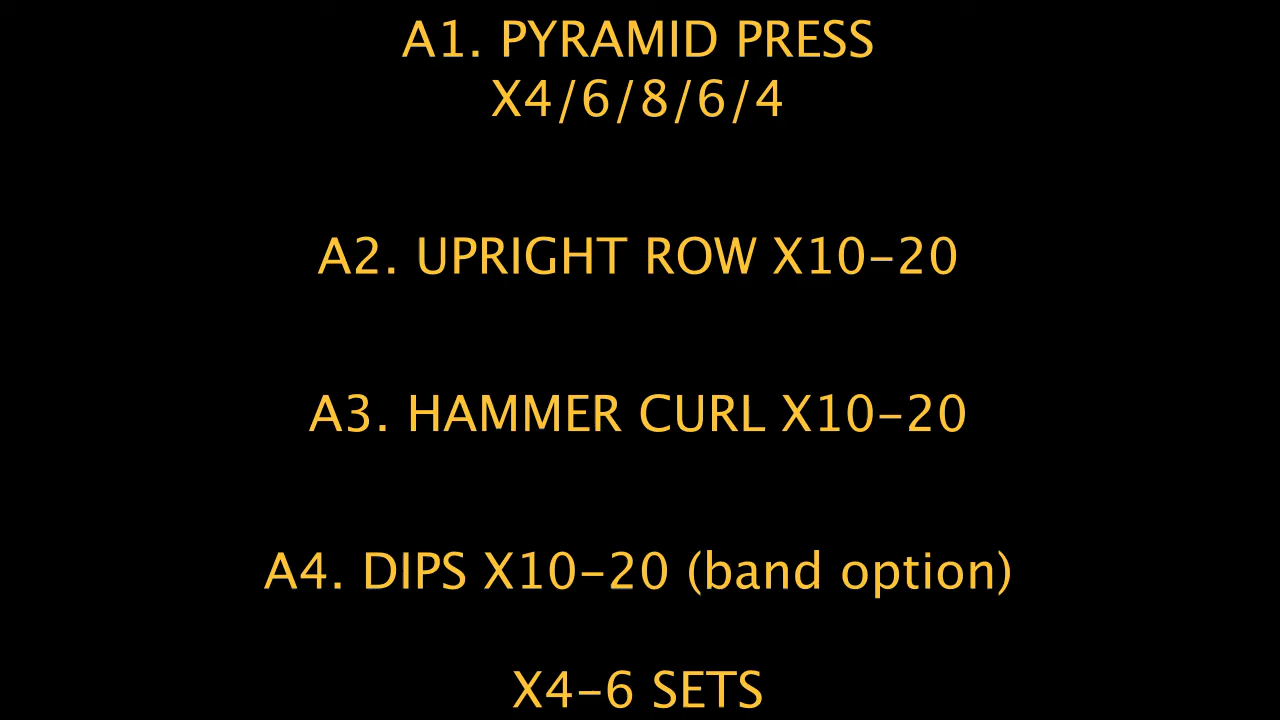 A1. PYRAMID PRESS
X4/6/8/6/4
A2. UPRIGHT ROW X10-20
A3. HAMMER CURL X10-20
A4. DIPS X10-20 (band option)
X4-6 SETS